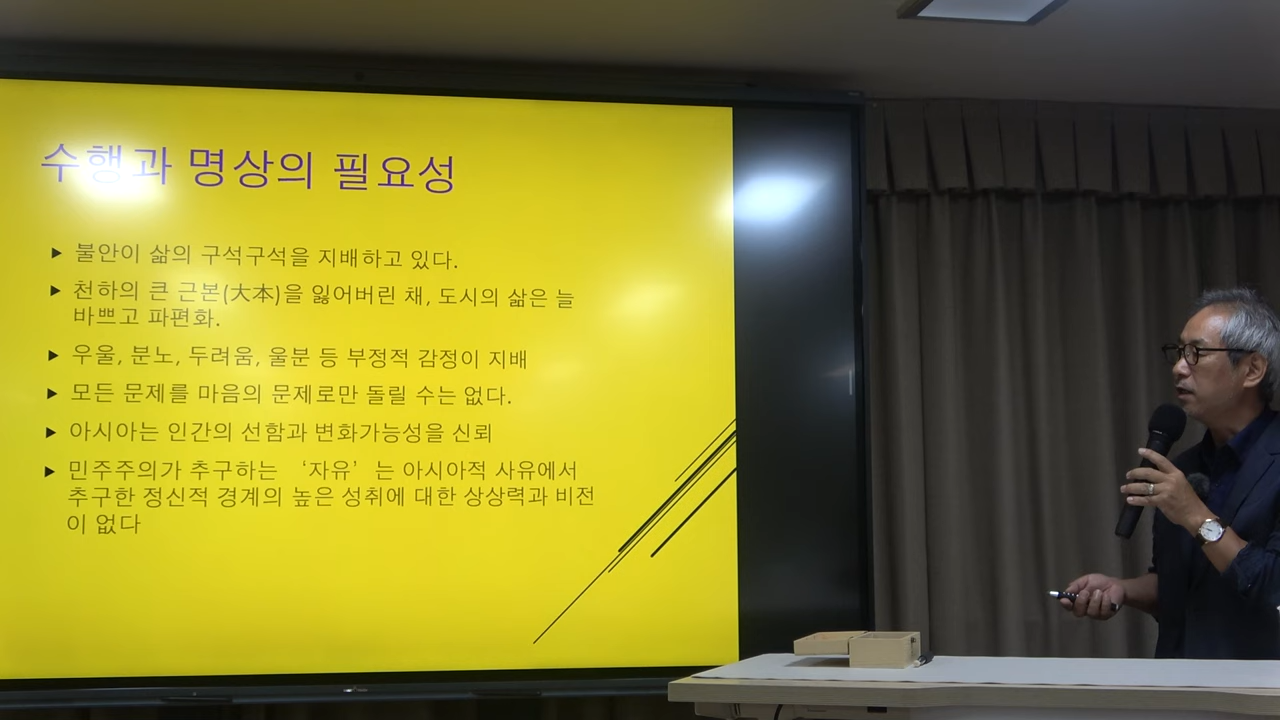 수행과 명상의 필요성
▶ 불안이 삶의 구석구석을 지배하고 있다.
▶ 천하의 큰 근본(大本)을 잃어버린 채, 도시의 삶은 늘
바쁘고 파편화.
▶ 우울, 분노, 두려움, 울분 등 부정적 감정이 지배
▶ 모든 문제를 마음의 문제로만 돌릴 수는 없다.
▶ 아시아는 인간의 선함과 변화가능성을 신뢰
▶ 민주주의가 추구하는 ‘자유’ 는 아시아적 사유에서
추구한 정신적 경계의 높은 성취에 대한 상상력과 비전
이 없다